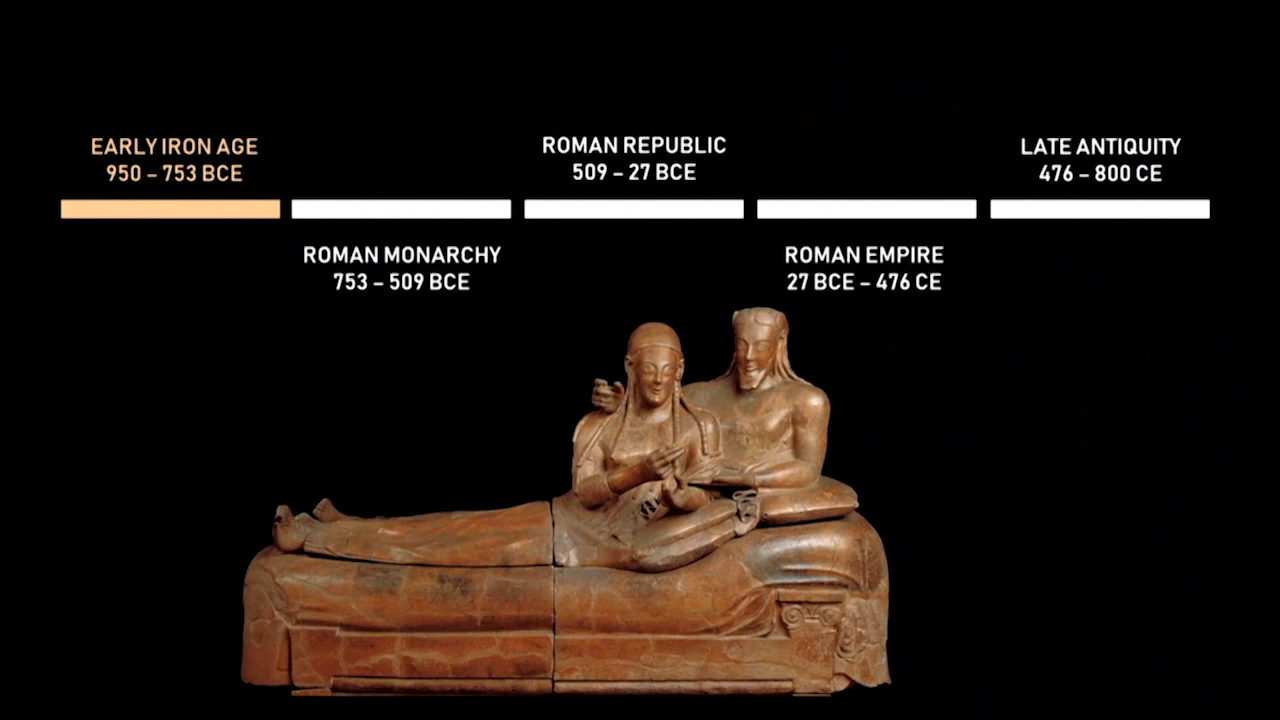 EARLY IRON AGE
950 – 753 BCE
ROMAN MONARCHY
753 – 509 BCE
ROMAN REPUBLIC
509 – 27 BCE
ROMAN EMPIRE
27 BCE – 476 CE
LATE ANTIQUITY
476 – 800 CE